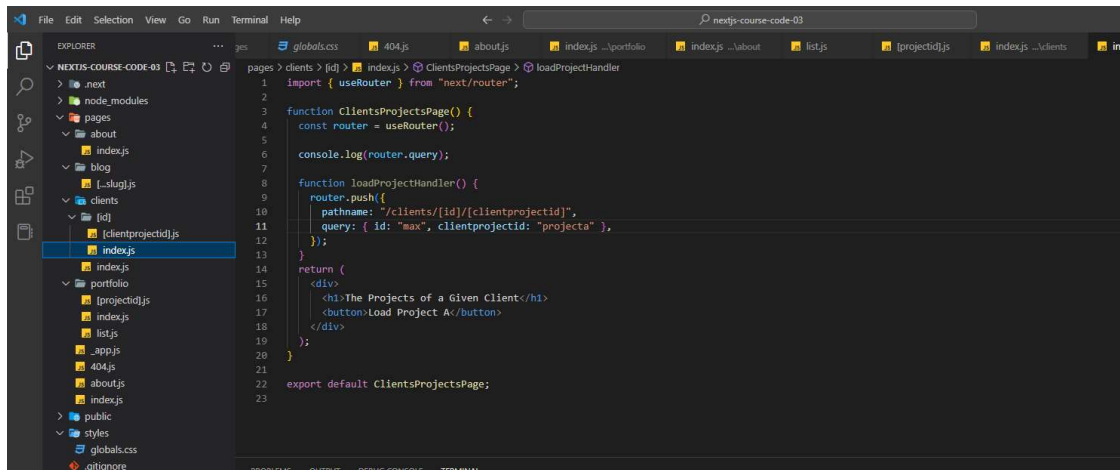 File Edit Selection View Go Run Terminal Help
nextjs-course-code-03
EXPLORER
globals.css 404.js about.js index.js ...\portfolio index.js ...\about list.js [projectid].js index.js ...\clients
NEXTJS-COURSE-CODE-03
pages > clients > [id] > index.js > ClientsProjectsPage > loadProjectHandler
.next
node_modules
pages
about
index.js
blog
[...slug].js
clients
[id]
[clientprojectid].js
index.js
index.js
portfolio
[projectid].js
index.js
list.js
_app.js
404.js
about.js
index.js
public
styles
globals.css
.gitignore
1 import { useRouter } from "next/router";
2
3 function ClientsProjectsPage() {
4 const router = useRouter();
5
6 console.log(router.query);
7
8 function loadProjectHandler() {
9 router.push({
10 pathname: "/clients/[id]/[clientprojectid]",
11 query: { id: "max", clientprojectid: "projecta" },
12 });
13 }
14 return (
15 <div>
16 <h1>The Projects of a Given Client</h1>
17 <button>Load Project A</button>
18 </div>
19 );
20 }
21
22 export default ClientsProjectsPage;
23
PROBLEMS OUTPUT DEBUG CONSOLE TERMINAL